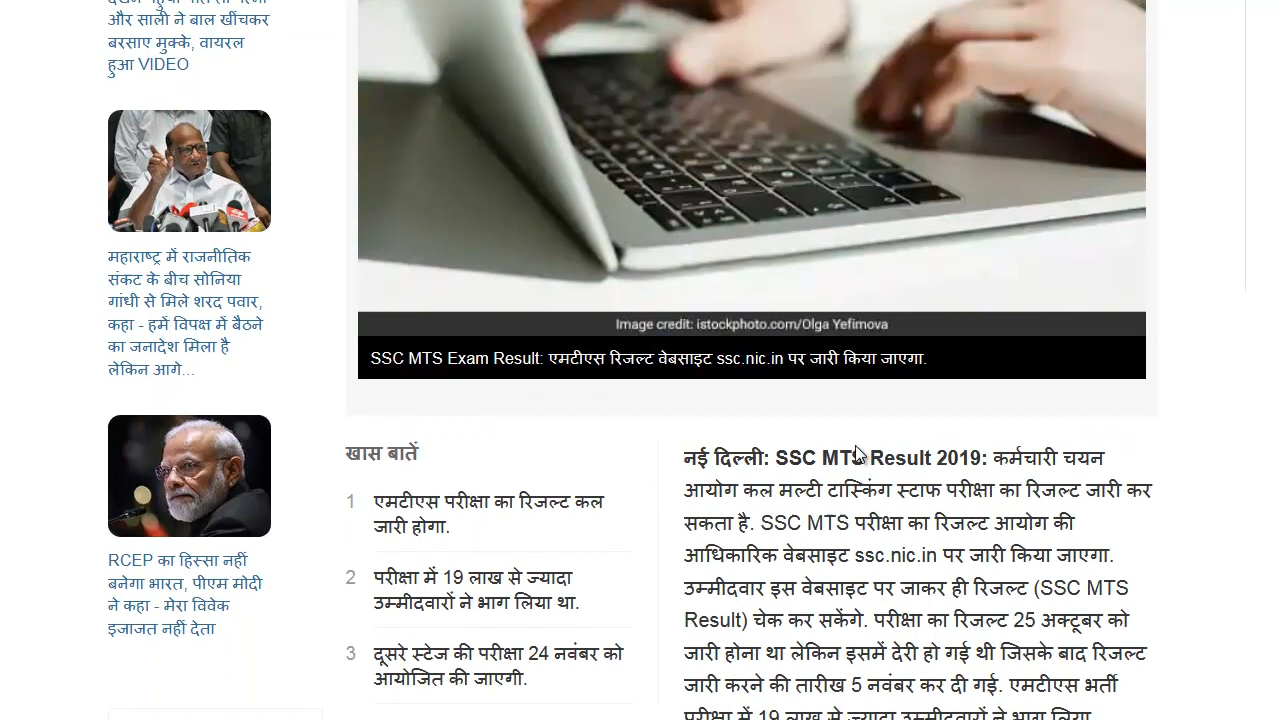 और साली ने बाल खींचकर
बरसाए मुक्के, वायरल
हुआ VIDEO
महाराष्ट्र में राजनीतिक
संकट के बीच सोनिया
गांधी से मिले शरद पवार,
कहा - हमें विपक्ष में बैठने
का जनादेश मिला है
लेकिन आगे...
RCEP का हिस्सा नहीं
बनेगा भारत, पीएम मोदी
ने कहा - मेरा विवेक
इजाजत नहीं देता
Image credit: istockphoto.com/Olga Yefimova
SSC MTS Exam Result: एमटीएस रिजल्ट वेबसाइट ssc.nic.in पर जारी किया जाएगा.
खास बातें
1 एमटीएस परीक्षा का रिजल्ट कल
जारी होगा.
2 परीक्षा में 19 लाख से ज्यादा
उम्मीदवारों ने भाग लिया था.
3 दूसरे स्टेज की परीक्षा 24 नवंबर को
आयोजित की जाएगी.
नई दिल्ली: SSC MTS Result 2019: कर्मचारी चयन
आयोग कल मल्टी टास्किंग स्टाफ परीक्षा का रिजल्ट जारी कर
सकता है. SSC MTS परीक्षा का रिजल्ट आयोग की
आधिकारिक वेबसाइट ssc.nic.in पर जारी किया जाएगा.
उम्मीदवार इस वेबसाइट पर जाकर ही रिजल्ट (SSC MTS
Result) चेक कर सकेंगे. परीक्षा का रिजल्ट 25 अक्टूबर को
जारी होना था लेकिन इसमें देरी हो गई थी जिसके बाद रिजल्ट
जारी करने की तारीख 5 नवंबर कर दी गई. एमटीएस भर्ती
परीक्षा में 19 लाख से ज्यादा उम्मीदवारों ने भाग लिया